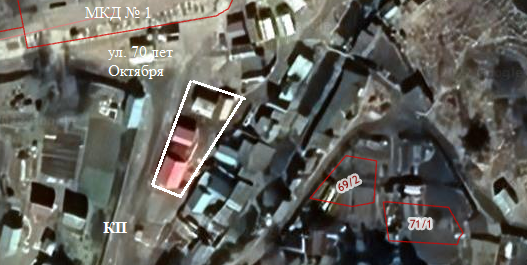 МКД № 1
ул. 70 лет
Октября
69/2
71/1
КП